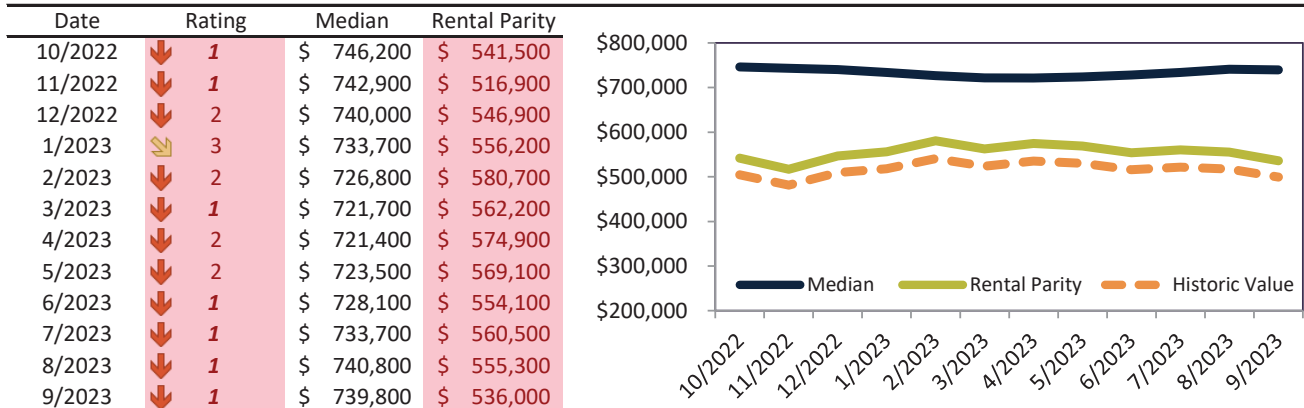 Date Rating Median Rental Parity
10/2022 1 $ 746,200 $ 541,500
11/2022 1 $ 742,900 $ 516,900
12/2022 2 $ 740,000 $ 546,900
1/2023 3 $ 733,700 $ 556,200
2/2023 2 $ 726,800 $ 580,700
3/2023 1 $ 721,700 $ 562,200
4/2023 2 $ 721,400 $ 574,900
5/2023 2 $ 723,500 $ 569,100
6/2023 1 $ 728,100 $ 554,100
7/2023 1 $ 733,700 $ 560,500
8/2023 1 $ 740,800 $ 555,300
9/2023 1 $ 739,800 $ 536,000
$800,000
$700,000
$600,000
$500,000
$400,000
$300,000
$200,000
Median Rental Parity Historic Value
10/2022 11/2022 12/2022 1/2023 2/2023 3/2023 4/2023 5/2023 6/2023 7/2023 8/2023 9/2023